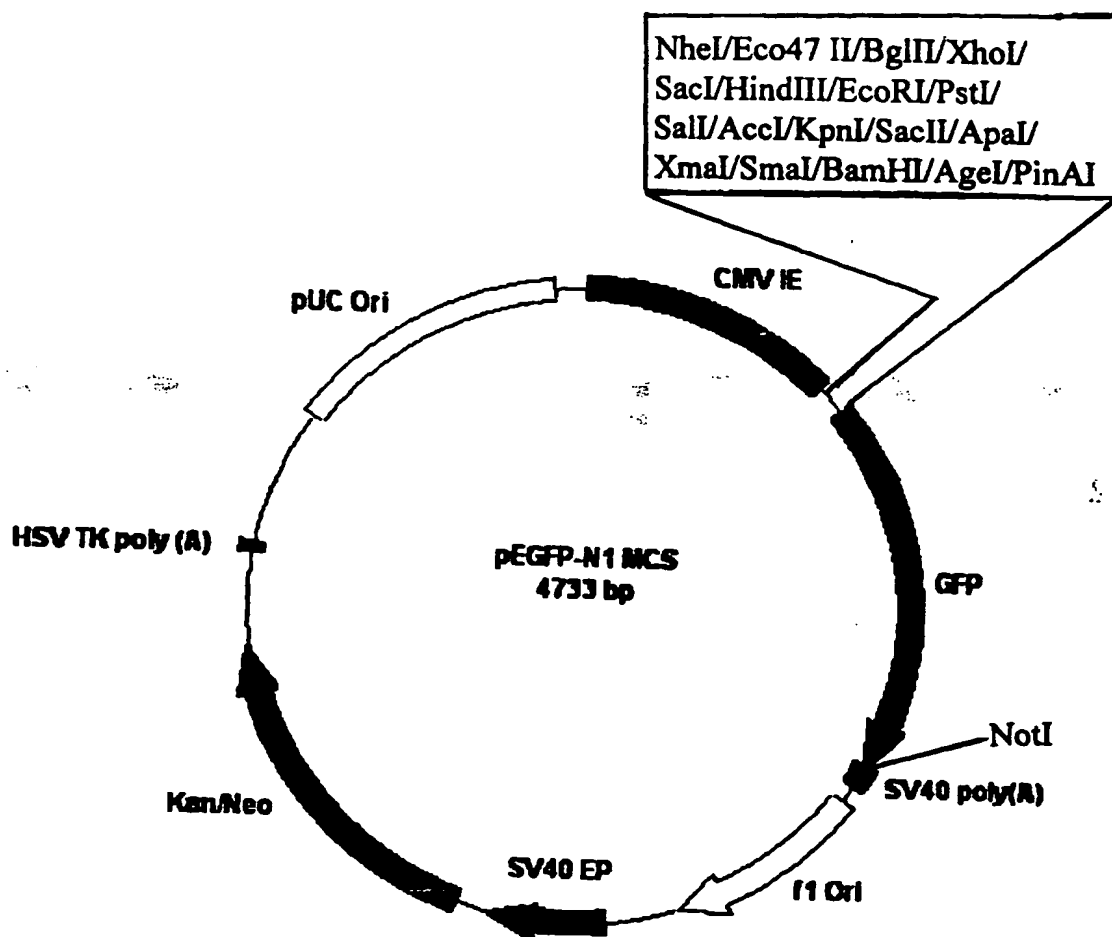 NheI/Eco47 II/BglII/XhoI/
SacI/HindIII/EcoRI/PstI/
SalI/AccI/KpnI/SacII/ApaI/
XmaI/SmaI/BamHI/AgeI/PinAI
CMV IE
pUC Ori
HSV TK poly (A)
pEGFP-N1 MCS
4733 bp
GFP
NotI
SV40 poly(A)
Kan/Neo
SV40 EP
f1 Ori